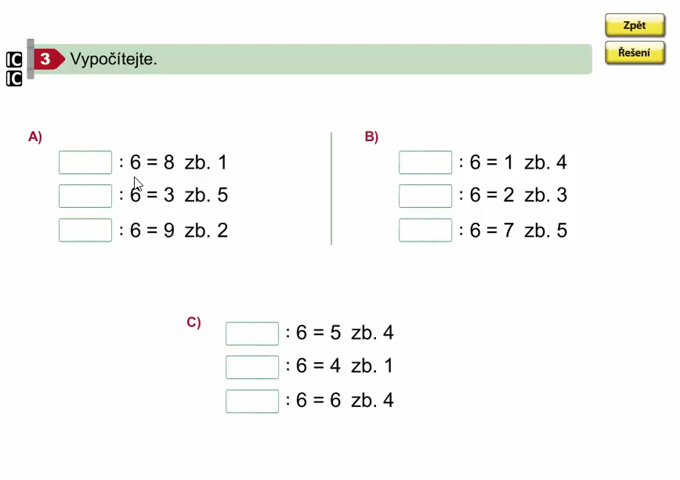 Zpět
3 Vypočítejte.
Řešení
IC
IC
A)
: 6 = 8 zb. 1
: 6 = 3 zb. 5
: 6 = 9 zb. 2
B)
: 6 = 1 zb. 4
: 6 = 2 zb. 3
: 6 = 7 zb. 5
C)
: 6 = 5 zb. 4
: 6 = 4 zb. 1
: 6 = 6 zb. 4